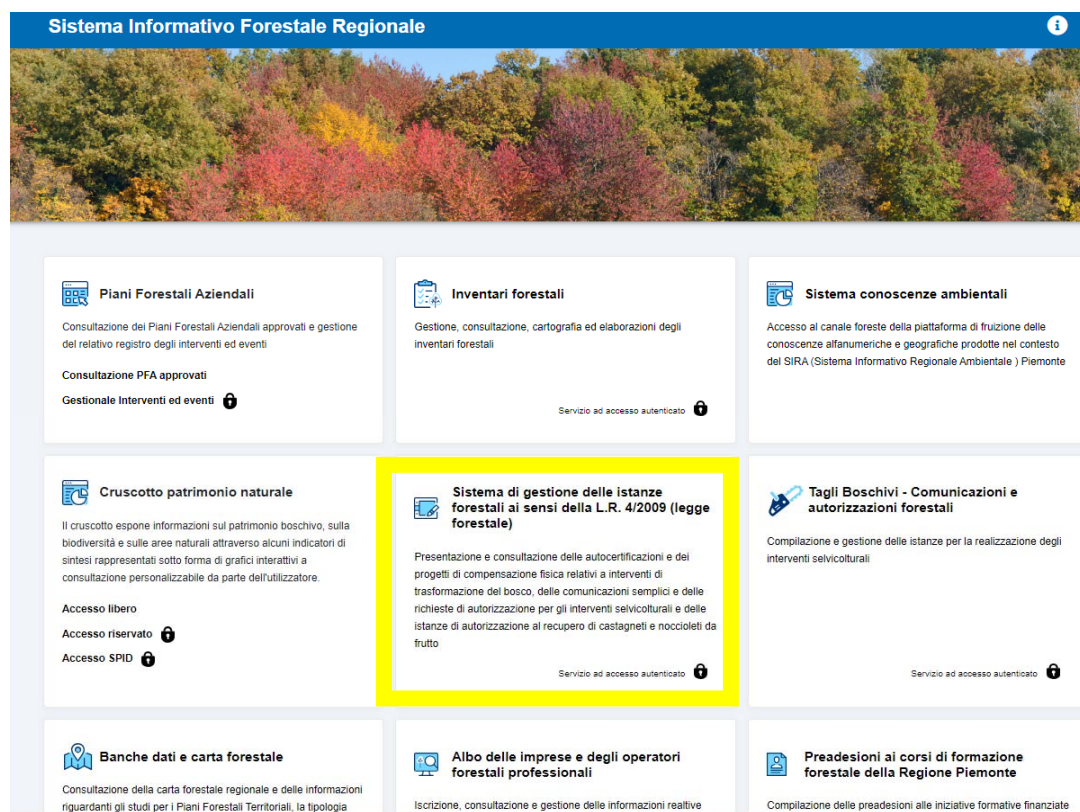 Sistema Informativo Forestale Regionale
Piani Forestali Aziendali
Consultazione dei Piani Forestali Aziendali approvati e gestione
del relativo registro degli interventi ed eventi
Consultazione PFA approvati
Gestionale Interventi ed eventi
Inventari forestali
Gestione, consultazione, cartografia ed elaborazioni degli
inventari forestali
Servizio ad accesso autenticato
Sistema conoscenze ambientali
Accesso al canale foreste della piattaforma di fruizione delle
conoscenze alfanumeriche e geografiche prodotte nel contesto
del SIRA (Sistema Informativo Regionale Ambientale ) Piemonte
Cruscotto patrimonio naturale
Il cruscotto espone informazioni sul patrimonio boschivo, sulla
biodiversità e sulle aree naturali attraverso alcuni indicatori di
sintesi rappresentati sotto forma di grafici interattivi a
consultazione personalizzabile da parte dell'utilizzatore.
Accesso libero
Accesso riservato
Accesso SPID
Sistema di gestione delle istanze
forestali ai sensi della L.R. 4/2009 (legge
forestale)
Presentazione e consultazione delle autocertificazioni e dei
progetti di compensazione fisica relativi a interventi di
trasformazione del bosco, delle comunicazioni semplici e delle
richieste di autorizzazione per gli interventi selvicolturali e delle
istanze di autorizzazione al recupero di castagneti e noccioleti da
frutto
Servizio ad accesso autenticato
Tagli Boschivi - Comunicazioni e
autorizzazioni forestali
Compilazione e gestione delle istanze per la realizzazione degli
interventi selvicolturali
Servizio ad accesso autenticato
Banche dati e carta forestale
Consultazione della carta forestale regionale e delle informazioni
riguardanti gli studi per i Piani Forestali Territoriali, la tipologia
Albo delle imprese e degli operatori
forestali professionali
Iscrizione, consultazione e gestione delle informazioni realtive
Preadesioni ai corsi di formazione
forestale della Regione Piemonte
Compilazione delle preadesioni alle iniziative formative finanziate